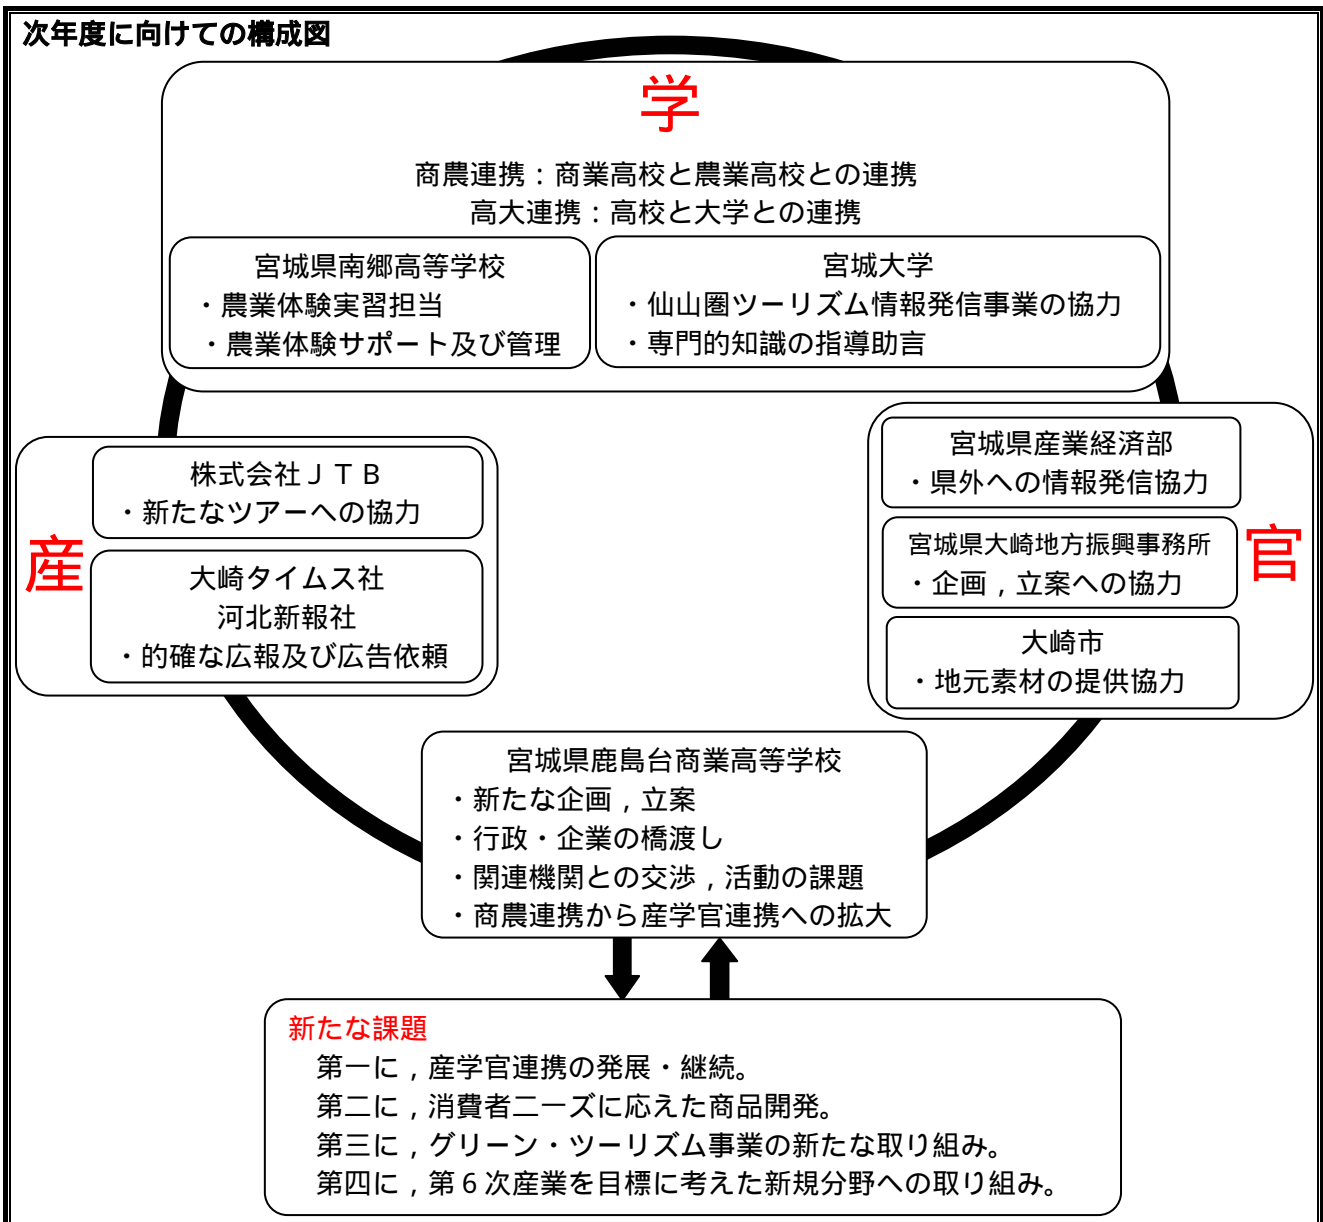 次年度に向けての構成図
学
商農連携：商業高校と農業高校との連携
高大連携：高校と大学との連携
宮城県南郷高等学校
・農業体験実習担当
・農業体験サポート及び管理
宮城大学
・仙山圏ツーリズム情報発信事業の協力
・専門的知識の指導助言
産
株式会社ＪＴＢ
・新たなツアーへの協力
大崎タイムス社
河北新報社
・的確な広報及び広告依頼
官
宮城県産業経済部
・県外への情報発信協力
宮城県大崎地方振興事務所
・企画，立案への協力
大崎市
・地元素材の提供協力
宮城県鹿島台商業高等学校
・新たな企画，立案
・行政・企業の橋渡し
・関連機関との交渉，活動の課題
・商農連携から産学官連携への拡大
新たな課題
第一に，産学官連携の発展・継続。
第二に，消費者ニーズに応えた商品開発。
第三に，グリーン・ツーリズム事業の新たな取り組み。
第四に，第６次産業を目標に考えた新規分野への取り組み。